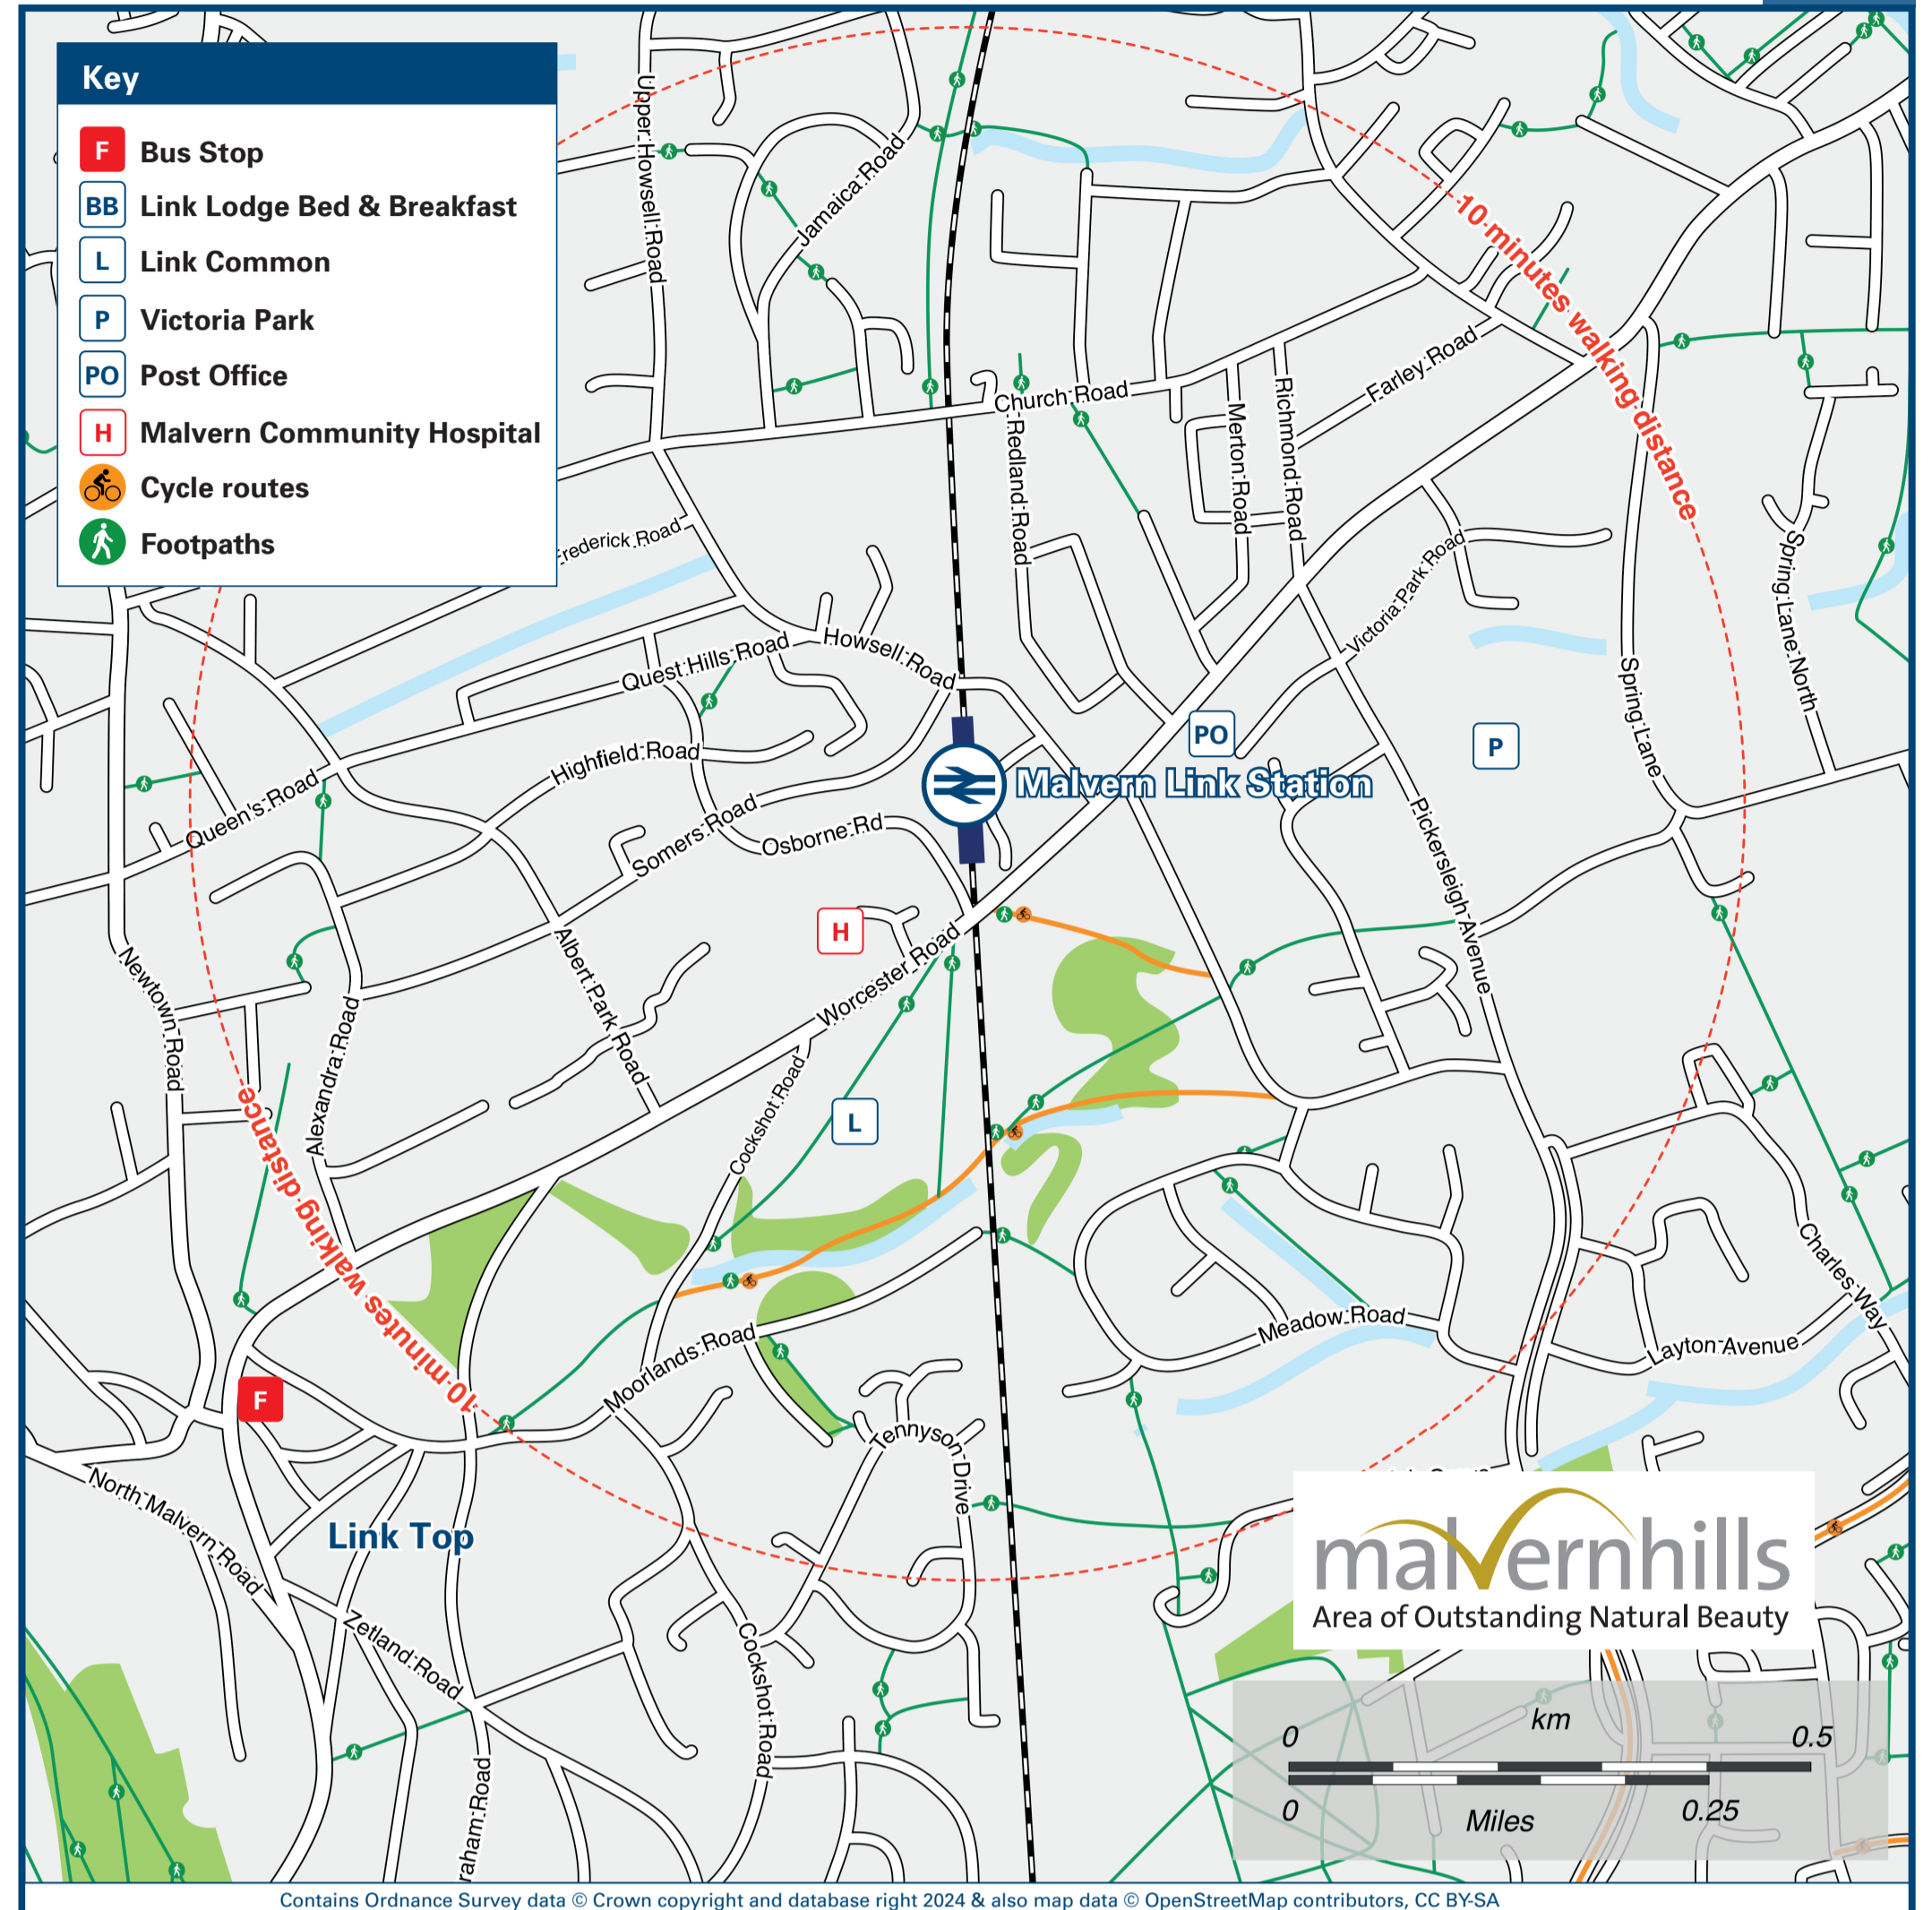 Key
F Bus Stop
BB Link Lodge Bed & Breakfast
L Link Common
P Victoria Park
PO Post Office
H Malvern Community Hospital
Cycle routes
Footpaths
Upper Howsell Road
Jamaica Road
10 minutes walking distance
Church Road
Farley Road
Redland Road
Merton Road
Richmond Road
Frederick Road
Victoria Park Road
Spring Lane North
Quest Hills Road
Howsell Road
Spring Lane
PO
P
Highfield Road
Malvern Link Station
Queen's Road
Somers Road
Osborne Rd
Pickersleigh Avenue
H
Worcester Road
Newtown Road
Albert Park Road
Alexandra Road
Cockshot Road
L
10 minutes walking distance
Charles Way
Meadow Road
Layton Avenue
Moorlands Road
F
Tennyson Drive
North Malvern Road
Link Top
Zetland Road
Cockshot Road
raham Road
malvernhills
Area of Outstanding Natural Beauty
km
0 0.5
0 0.25
Miles
Contains Ordnance Survey data © Crown copyright and database right 2024 & also map data © OpenStreetMap contributors, CC BY-SA